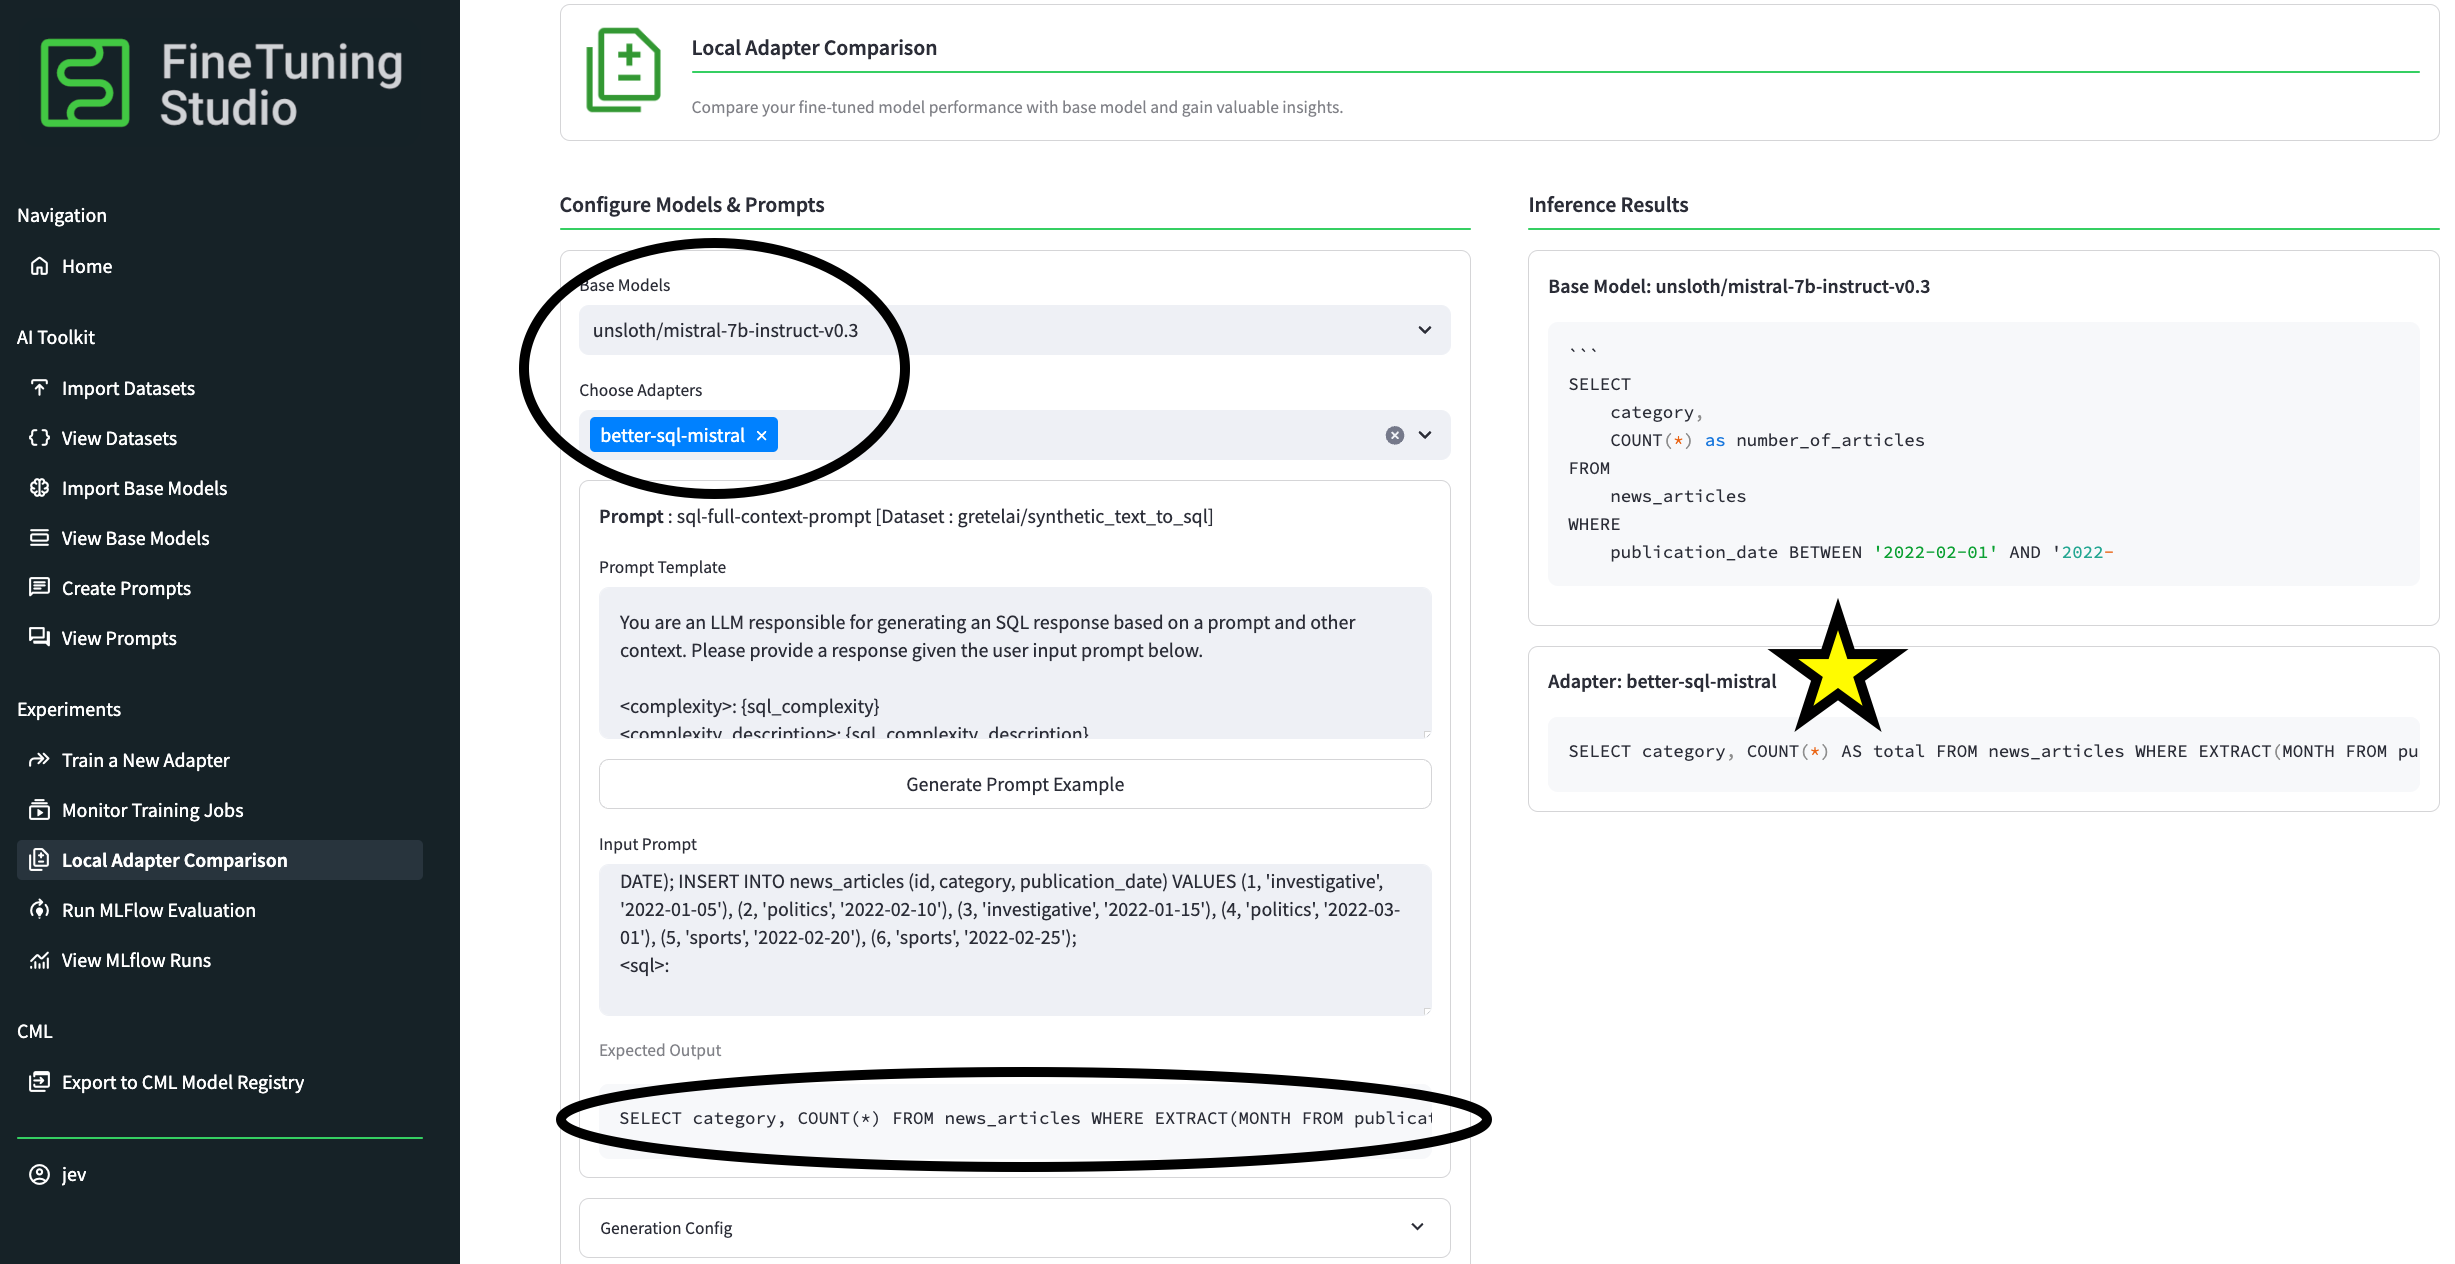 FineTuning
Studio
Navigation
Home
AI Toolkit
Import Datasets
View Datasets
Import Base Models
View Base Models
Create Prompts
View Prompts
Experiments
Train a New Adapter
Monitor Training Jobs
Local Adapter Comparison
Run MLFlow Evaluation
View MLflow Runs
CML
Export to CML Model Registry
jev
Local Adapter Comparison
Compare your fine-tuned model performance with base model and gain valuable insights.
Configure Models & Prompts
Base Models
unsloth/mistral-7b-instruct-v0.3
Choose Adapters
better-sql-mistral ×
Prompt : sql-full-context-prompt [Dataset : gretelai/synthetic_text_to_sql]
Prompt Template
You are an LLM responsible for generating an SQL response based on a prompt and other
context. Please provide a response given the user input prompt below.
<complexity>: {sql_complexity}
<complexity_description>: {sql_complexity_description}
Generate Prompt Example
Input Prompt
DATE); INSERT INTO news_articles (id, category, publication_date) VALUES (1, 'investigative',
'2022-01-05'), (2, 'politics', '2022-02-10'), (3, 'investigative', '2022-01-15'), (4, 'politics', '2022-03-
01'), (5, 'sports', '2022-02-20'), (6, 'sports', '2022-02-25');
<sql>:
Expected Output
SELECT category, COUNT(*) FROM news_articles WHERE EXTRACT(MONTH FROM publicat
Generation Config
Inference Results
Base Model: unsloth/mistral-7b-instruct-v0.3
```
SELECT
category,
COUNT(*) as number_of_articles
FROM
news_articles
WHERE
publication_date BETWEEN '2022-02-01' AND '2022-
Adapter: better-sql-mistral
SELECT category, COUNT(*) AS total FROM news_articles WHERE EXTRACT(MONTH FROM pu